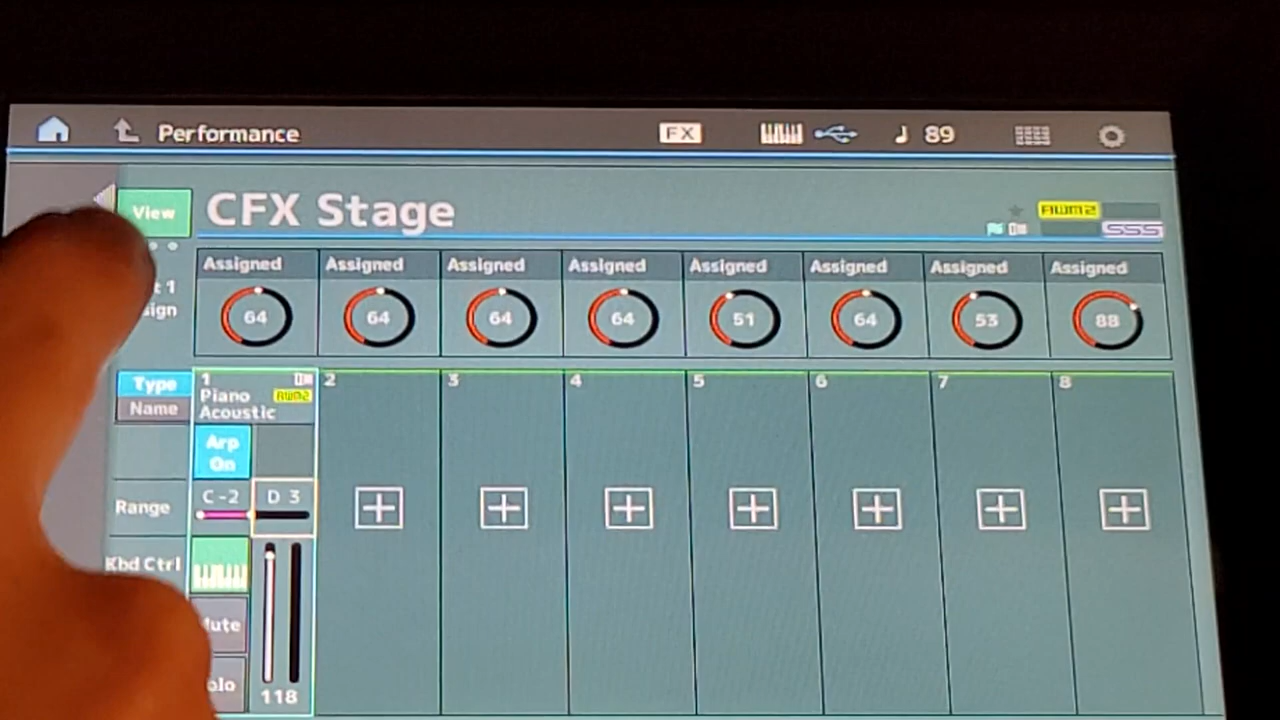 Performance FX 89
View CFX Stage AWM2
SSS
Assigned Assigned Assigned Assigned Assigned Assigned Assigned Assigned
64 64 64 64 51 64 53 88
Type 1 2 3 4 5 6 7 8
Name Piano AWM2
Acoustic
Arp
On
Range C -2 D 3
Kbd Ctrl
118